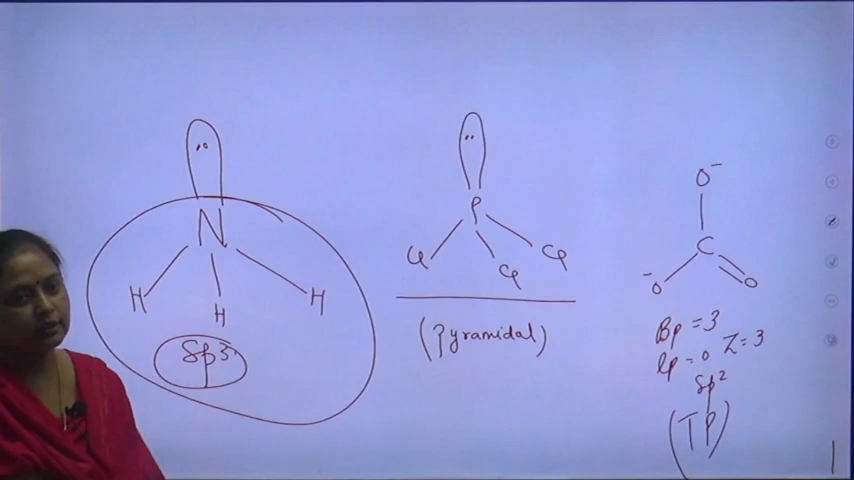 N
H
H
H
Sp3
P
Cl
Cl
Cl
(Pyramidal)
O-
C
-O
O
Bp = 3
lp = 0 Z = 3
Sp2
(TP)